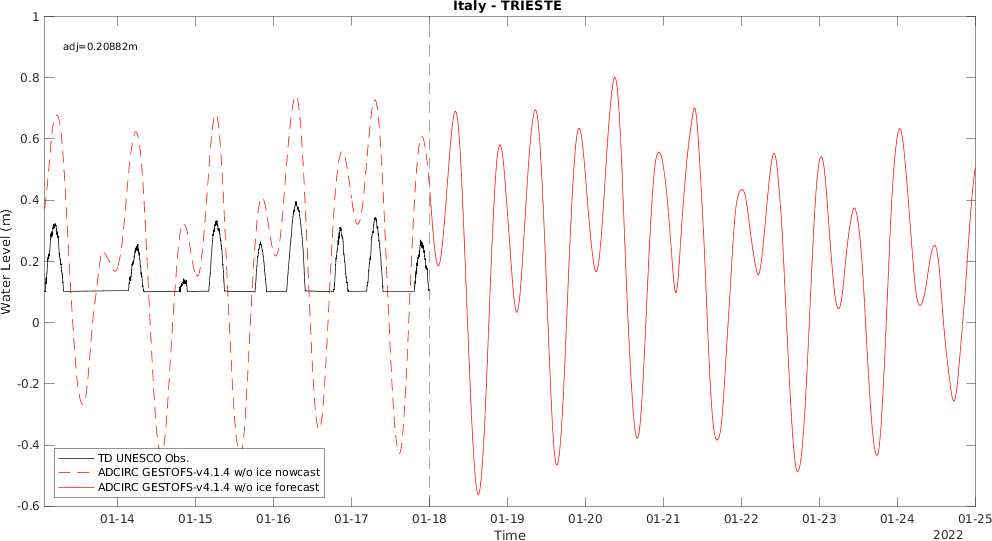 Italy - TRIESTE
adj=0.20882m
1
0.8
0.6
0.4
0.2
0
-0.2
-0.4
-0.6
Water Level (m)
TD UNESCO Obs.
ADCIRC GESTOFS-v4.1.4 w/o ice nowcast
ADCIRC GESTOFS-v4.1.4 w/o ice forecast
01-14 01-15 01-16 01-17 01-18 01-19 01-20 01-21 01-22 01-23 01-24 01-25
Time
2022